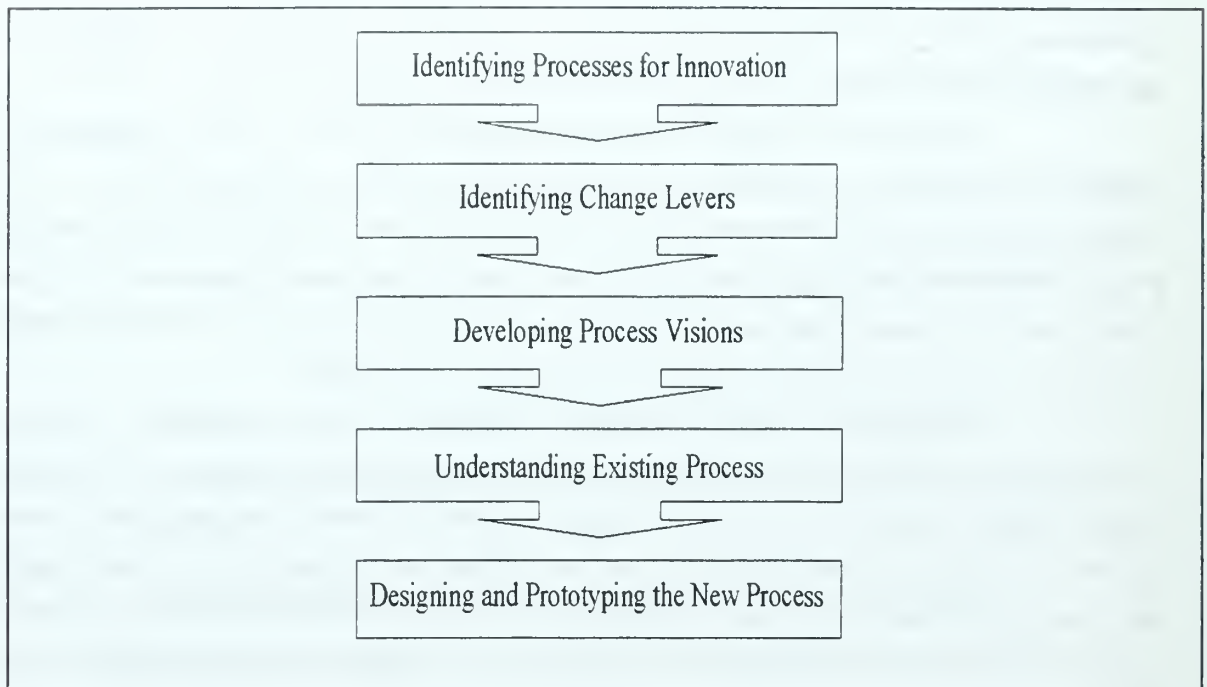 Identifying Processes for Innovation
Identifying Change Levers
Developing Process Visions
Understanding Existing Process
Designing and Prototyping the New Process